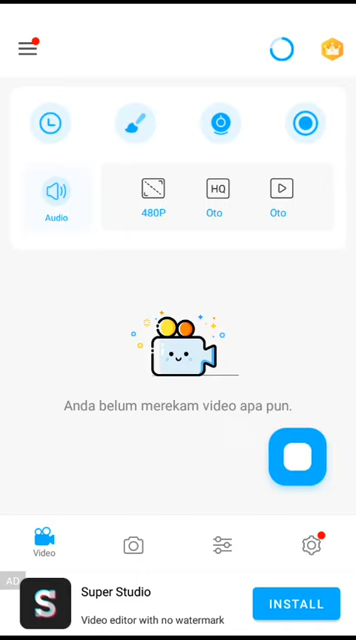 HQ
Audio
480P
Oto
Oto
Anda belum merekam video apa pun.
Video
AD
S
Super Studio
Video editor with no watermark
INSTALL